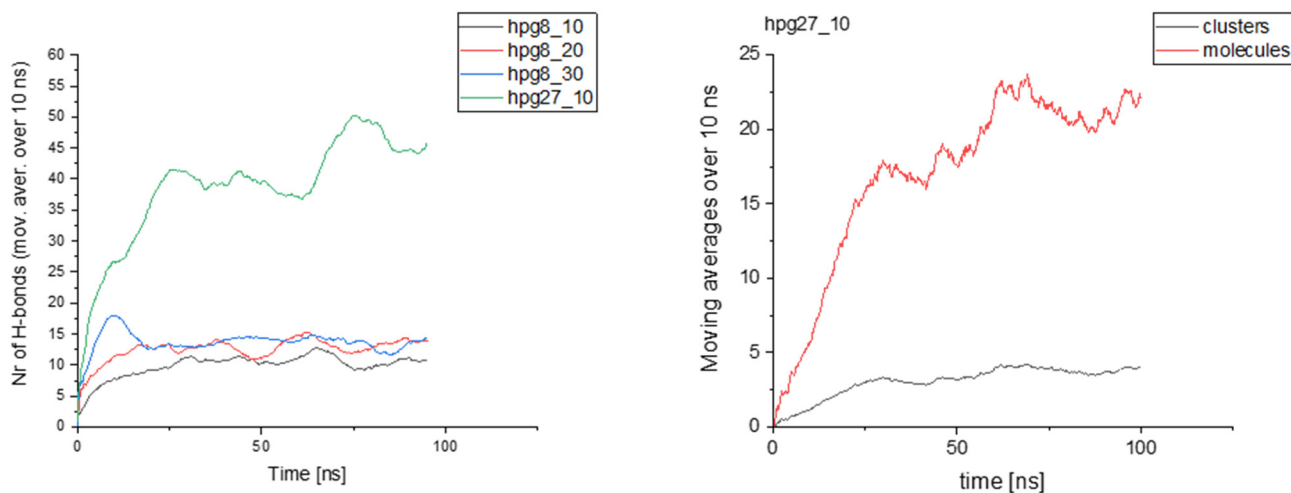 hpg8_10
hpg8_20
hpg8_30
hpg27_10
60
55
50
45
40
35
30
25
20
15
10
5
0
0
50
100
Nr of H-bonds (mov. aver. over 10 ns)
Time [ns]
hpg27_10
clusters
molecules
25
20
15
10
5
0
0
50
100
Moving averages over 10 ns
time [ns]